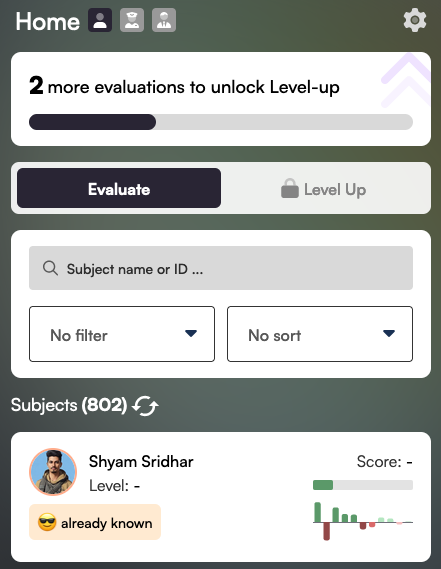 Home
2 more evaluations to unlock Level-up
Evaluate
Level Up
Subject name or ID ...
No filter
No sort
Subjects (802)
Shyam Sridhar
Score: -
Level: -
😎 already known